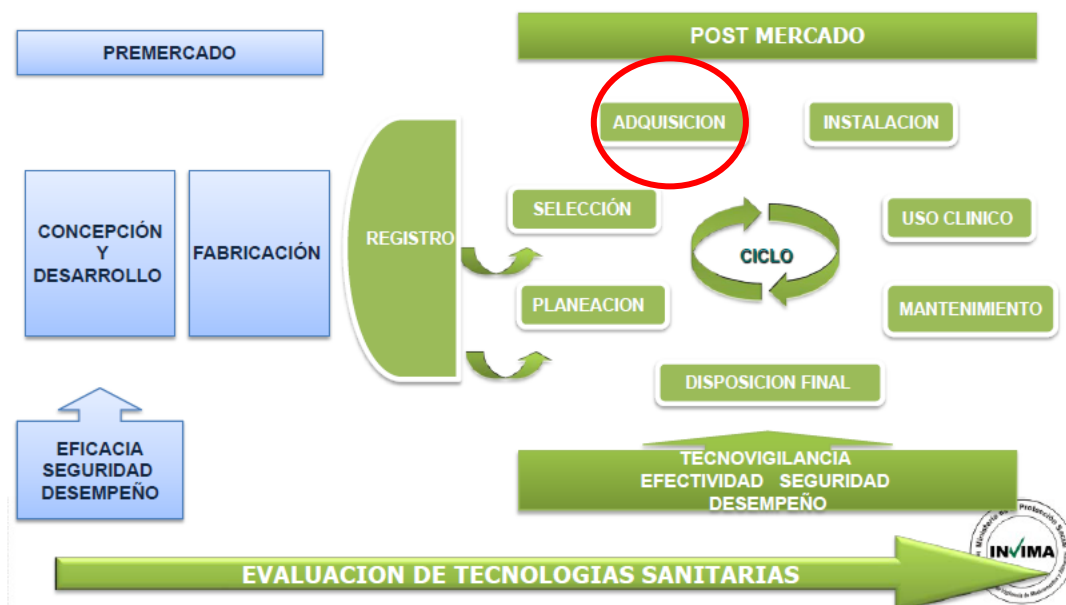 PREMERCADO
POST MERCADO
ADQUISICION
INSTALACION
CONCEPCIÓN
Y
DESARROLLO
FABRICACIÓN
REGISTRO
SELECCIÓN
USO CLINICO
CICLO
PLANEACION
MANTENIMIENTO
DISPOSICION FINAL
EFICACIA
SEGURIDAD
DESEMPEÑO
TECNOVIGILANCIA
EFECTIVIDAD SEGURIDAD
DESEMPEÑO
INVIMA
EVALUACION DE TECNOLOGIAS SANITARIAS